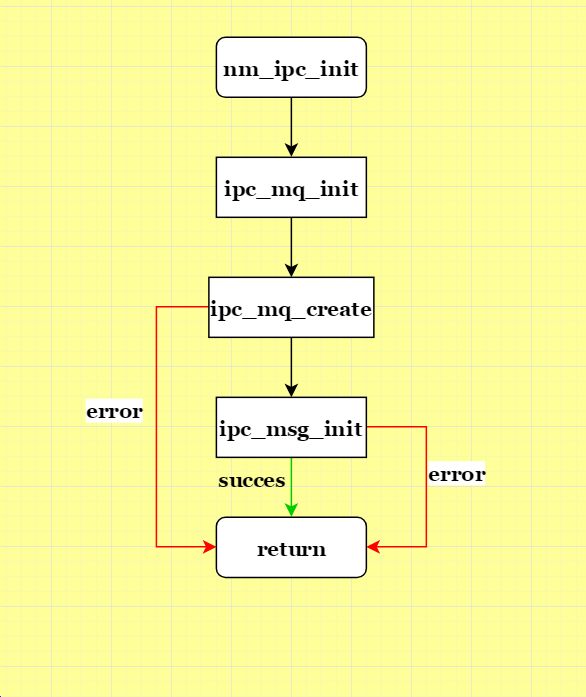 nm_ipc_init
ipc_mq_init
ipc_mq_create
error
ipc_msg_init
error
succes
return